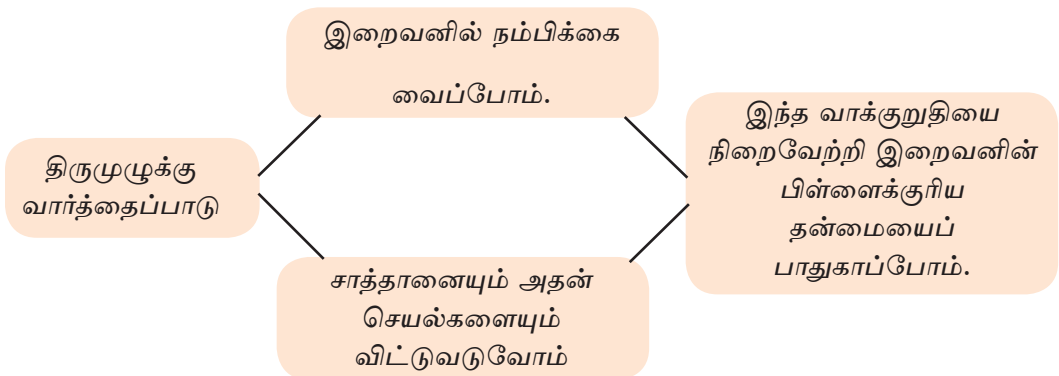 இறைவனில் நம்பிக்கை
வைப்போம்.
திருமுழுக்கு
வார்த்தைப்பாடு
இந்த வாக்குறுதியை
நிறைவேற்றி இறைவனின்
பிள்ளைக்குரிய
தன்மையைப்
பாதுகாப்போம்.
சாத்தானையும் அதன்
செயல்களையும்
விட்டுவடுவோம்